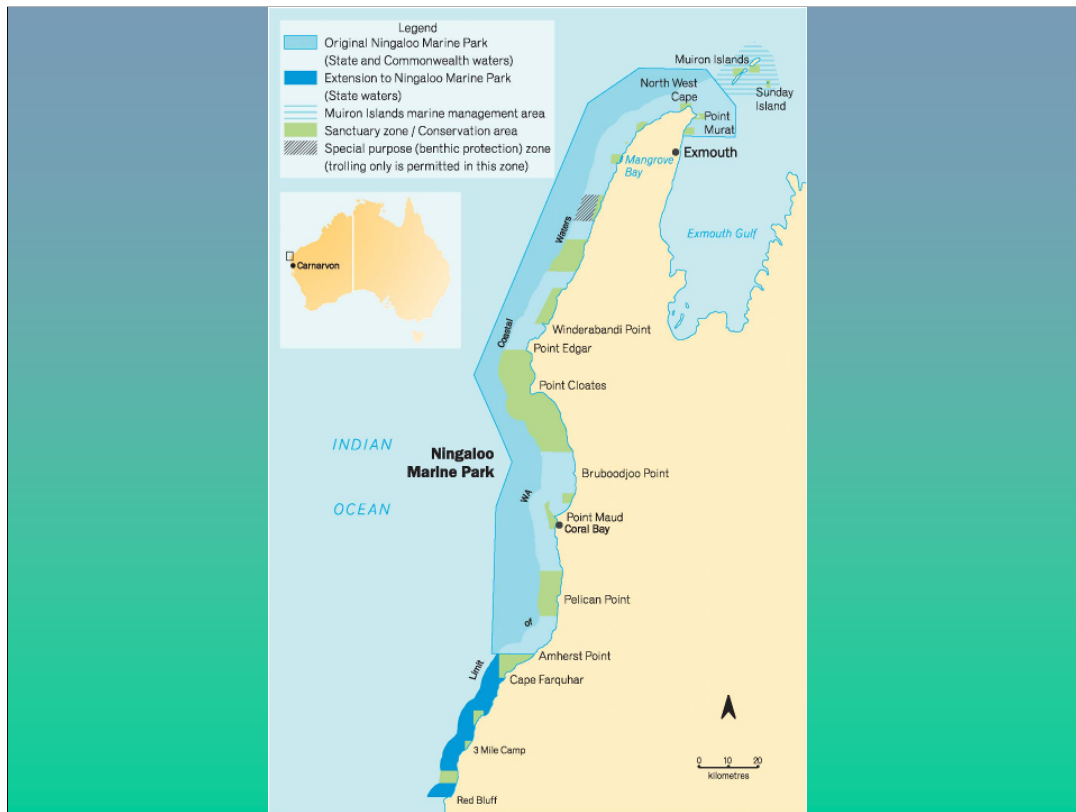 Legend
Original Ningaloo Marine Park
(State and Commonwealth waters)
Extension to Ningaloo Marine Park
(State waters)
Muiron Islands marine management area
Sanctuary zone / Conservation area
Special purpose (benthic protection) zone
(trolling only is permitted in this zone)
Carnarvon
Muiron Islands
Sunday
Island
North West
Cape
Point
Murat
Exmouth
Mangrove
Bay
Exmouth Gulf
Winderabandi Point
Point Edgar
Point Cloates
INDIAN
OCEAN
Ningaloo
Marine Park
Bruboodjoo Point
Point Maud
Coral Bay
Pelican Point
Amherst Point
Cape Farquhar
3 Mile Camp
Red Bluff
Limit
of
WA
Coastal
Waters
0 10 20
kilometres